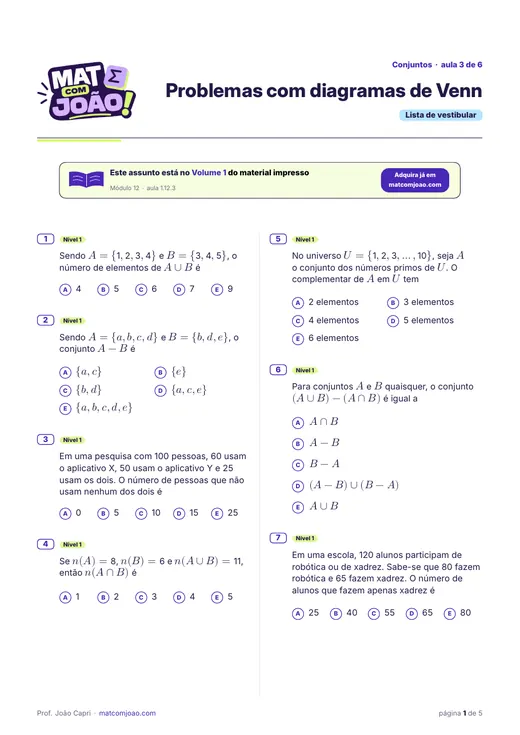 MAT Σ
COM
JOÃO!
Conjuntos · aula 3 de 6
Problemas com diagramas de Venn
Lista de vestibular
Este assunto está no Volume 1 do material impresso
Módulo 12 · aula 1.12.3
Adquira já em
matcomjoao.com
1 Nível 1
Sendo A = {1, 2, 3, 4} e B = {3, 4, 5}, o
número de elementos de A ∪ B é
A 4 B 5 C 6 D 7 E 9
2 Nível 1
Sendo A = {a, b, c, d} e B = {b, d, e}, o
conjunto A − B é
A {a, c} B {e}
C {b, d} D {a, c, e}
E {a, b, c, d, e}
3 Nível 1
Em uma pesquisa com 100 pessoas, 60 usam
o aplicativo X, 50 usam o aplicativo Y e 25
usam os dois. O número de pessoas que não
usam nenhum dos dois é
A 0 B 5 C 10 D 15 E 25
4 Nível 1
Se n(A) = 8, n(B) = 6 e n(A ∪ B) = 11,
então n(A ∩ B) é
A 1 B 2 C 3 D 4 E 5
5 Nível 1
No universo U = {1, 2, 3, ... , 10}, seja A
o conjunto dos números primos de U. O
complementar de A em U tem
A 2 elementos B 3 elementos
C 4 elementos D 5 elementos
E 6 elementos
6 Nível 1
Para conjuntos A e B quaisquer, o conjunto
(A ∪ B) − (A ∩ B) é igual a
A A ∩ B
B A − B
C B − A
D (A − B) ∪ (B − A)
E A ∪ B
7 Nível 1
Em uma escola, 120 alunos participam de
robótica ou de xadrez. Sabe-se que 80 fazem
robótica e 65 fazem xadrez. O número de
alunos que fazem apenas xadrez é
A 25 B 40 C 55 D 65 E 80
Prof. João Capri · matcomjoao.com
página 1 de 5